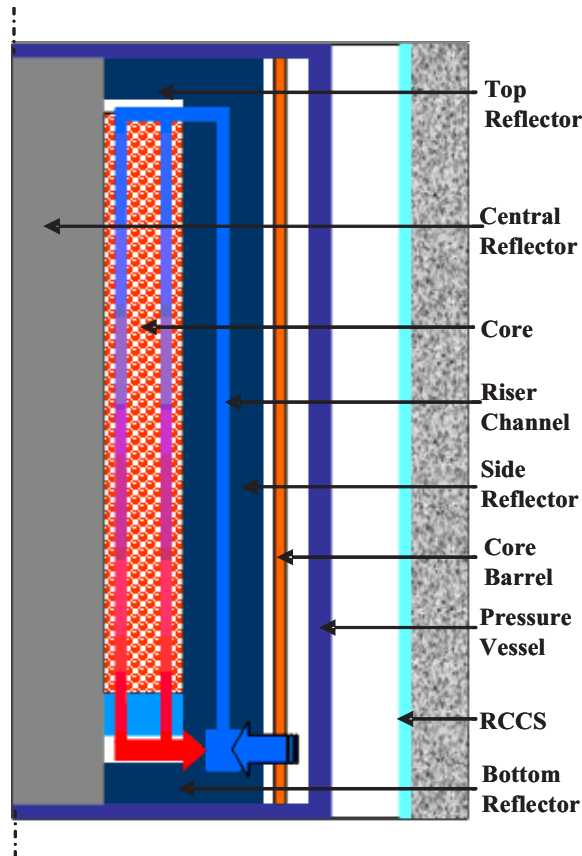 Top
Reflector
Central
Reflector
Core
Riser
Channel
Side
Reflector
Core
Barrel
Pressure
Vessel
RCCS
Bottom
Reflector